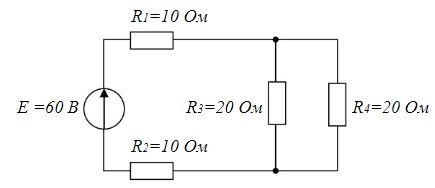 R1=10 Ом
E =60 В
R3=20 Ом
R4=20 Ом
R2=10 Ом